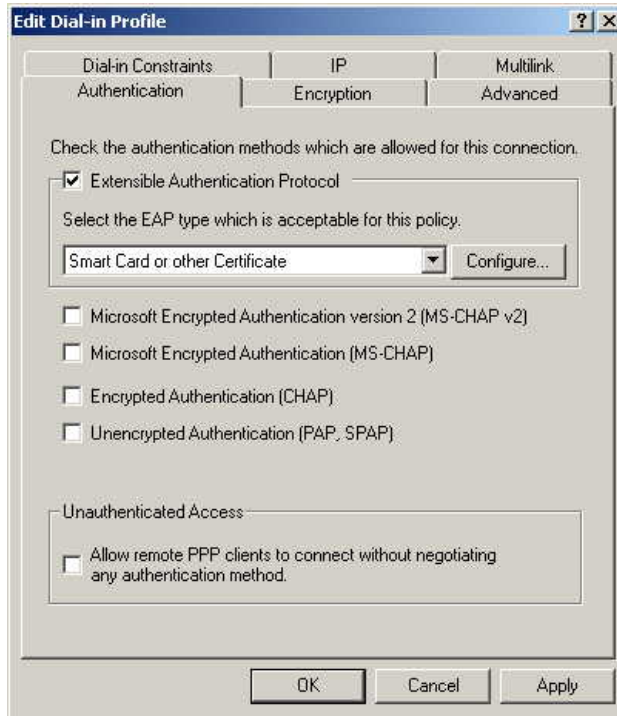 Edit Dial-in Profile
Dial-in Constraints IP Multilink
Authentication Encryption Advanced
Check the authentication methods which are allowed for this connection.
Extensible Authentication Protocol
Select the EAP type which is acceptable for this policy.
Smart Card or other Certificate Configure...
Microsoft Encrypted Authentication version 2 (MS-CHAP v2)
Microsoft Encrypted Authentication (MS-CHAP)
Encrypted Authentication (CHAP)
Unencrypted Authentication (PAP, SPAP)
Unauthenticated Access
Allow remote PPP clients to connect without negotiating
any authentication method.
OK Cancel Apply